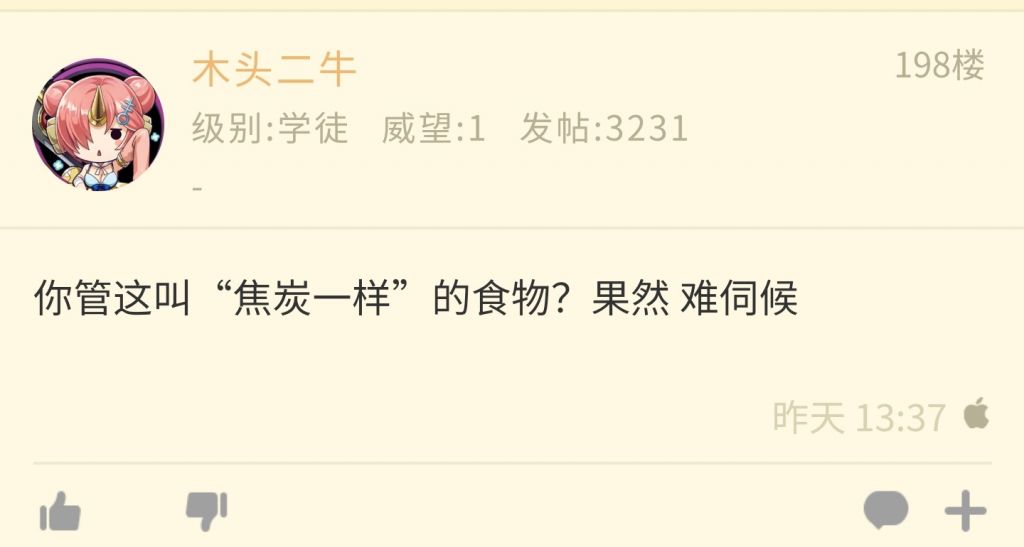 木头二牛
198楼
级别:学徒 威望:1 发帖:3231
-
你管这叫“焦炭一样”的食物？果然 难伺候
昨天 13:37